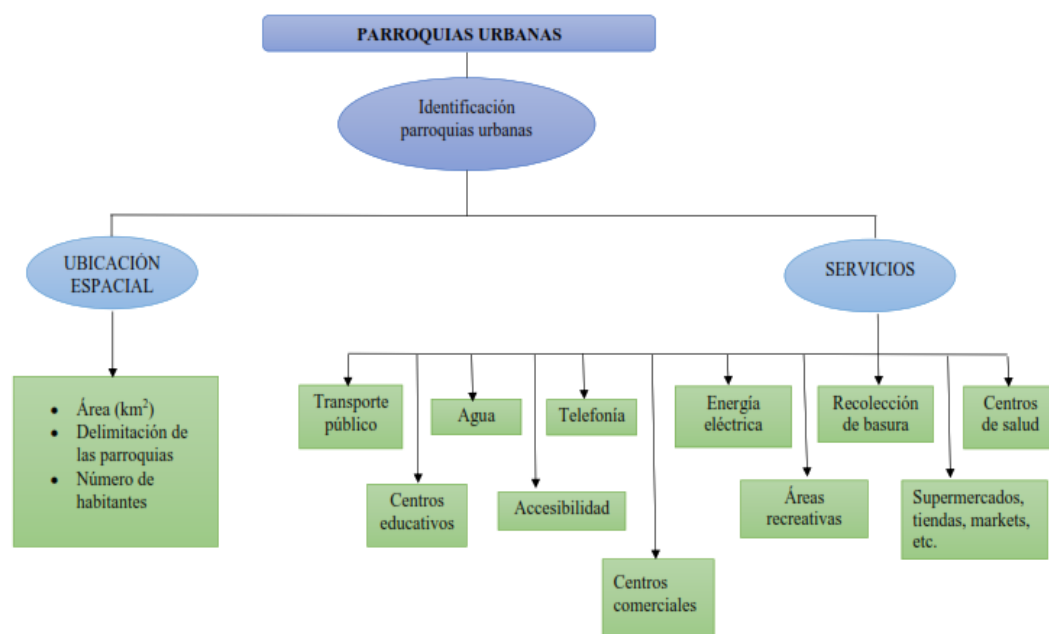 PARROQUIAS URBANAS
Identificación
parroquias urbanas
UBICACIÓN
ESPACIAL
SERVICIOS
• Área (km²)
• Delimitación de
las parroquias
• Número de
habitantes
Transporte
público
Agua
Telefonía
Energía
eléctrica
Recolección
de basura
Centros
de salud
Centros
educativos
Accesibilidad
Áreas
recreativas
Supermercados,
tiendas, markets,
etc.
Centros
comerciales